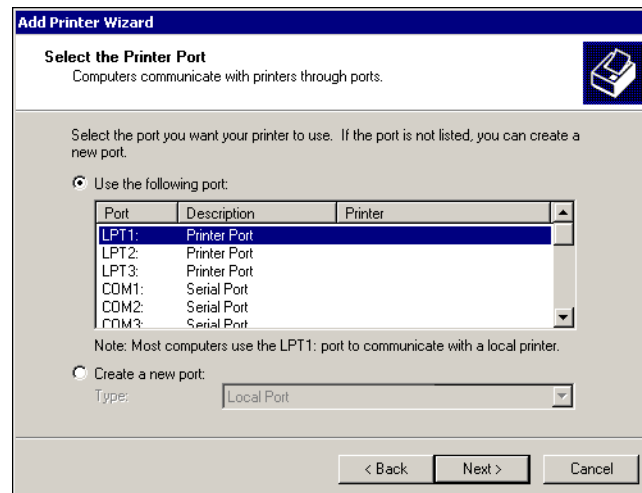 Add Printer Wizard
Select the Printer Port
Computers communicate with printers through ports.
Select the port you want your printer to use.  If the port is not listed, you can create a
new port.
Use the following port:
Port Description Printer
LPT1: Printer Port
LPT2: Printer Port
LPT3: Printer Port
COM1: Serial Port
COM2: Serial Port
COM3: Serial Port
Note: Most computers use the LPT1: port to communicate with a local printer.
Create a new port:
Type: Local Port
< Back Next > Cancel